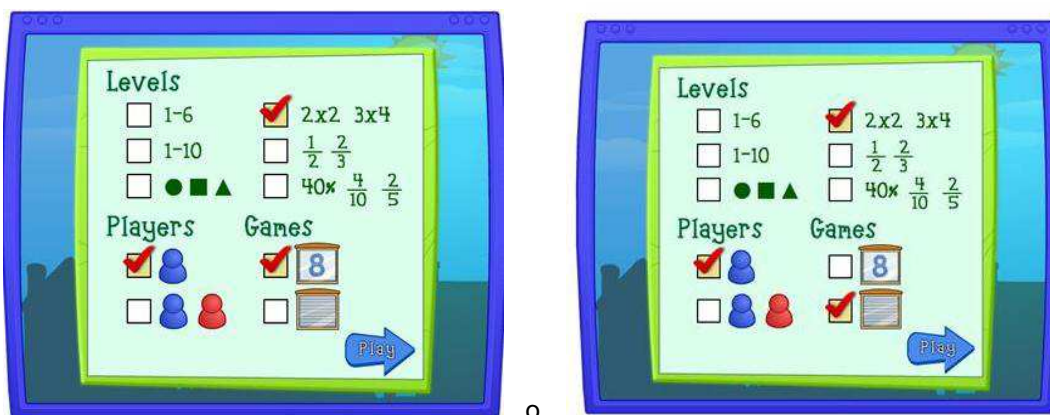 Levels
1-6 2x2 3x4
1-10 1/2 2/3
40% 4/10 2/5
Players Games
8
Play
o
Levels
1-6 2x2 3x4
1-10 1/2 2/3
40% 4/10 2/5
Players Games
8
Play